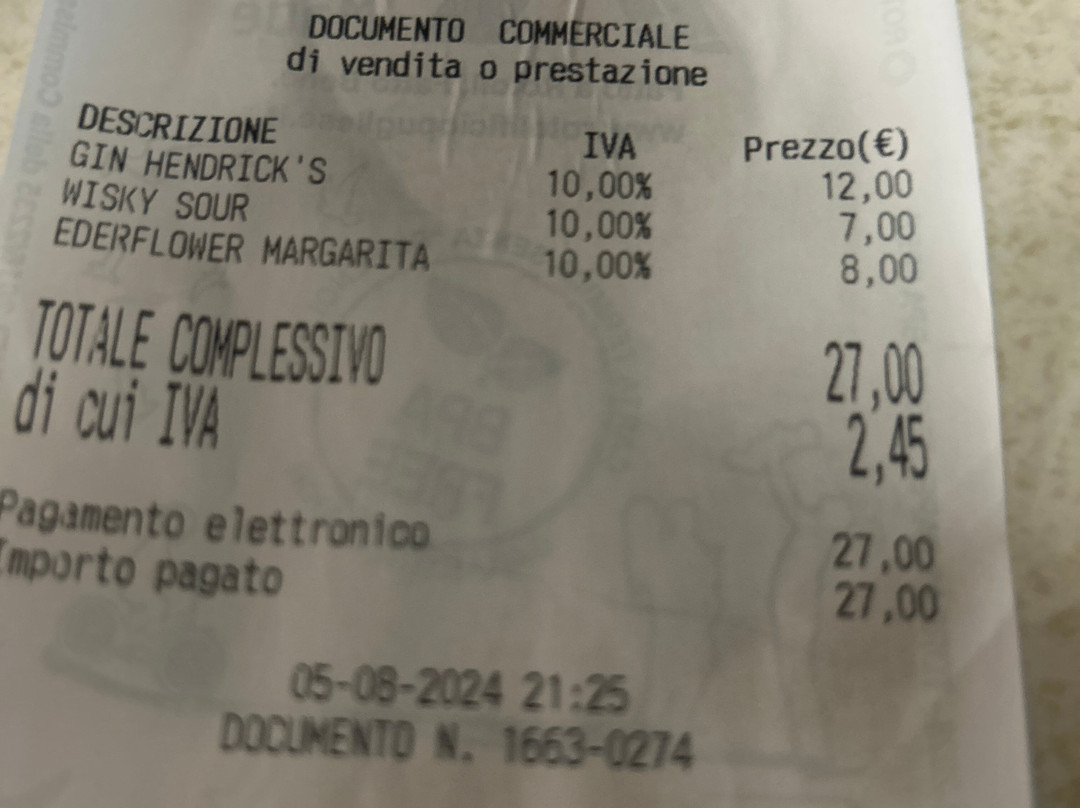 DOCUMENTO COMMERCIALE
di vendita o prestazione
DESCRIZIONE IVA Prezzo(€)
GIN HENDRICK'S 10,00% 12,00
WISKY SOUR 10,00% 7,00
EDERFLOWER MARGARITA 10,00% 8,00
TOTALE COMPLESSIVO 27,00
di cui IVA 2,45
Pagamento elettronico 27,00
Importo pagato 27,00
05-08-2024 21:25
DOCUMENTO N. 1663-0274
BPA
FREE